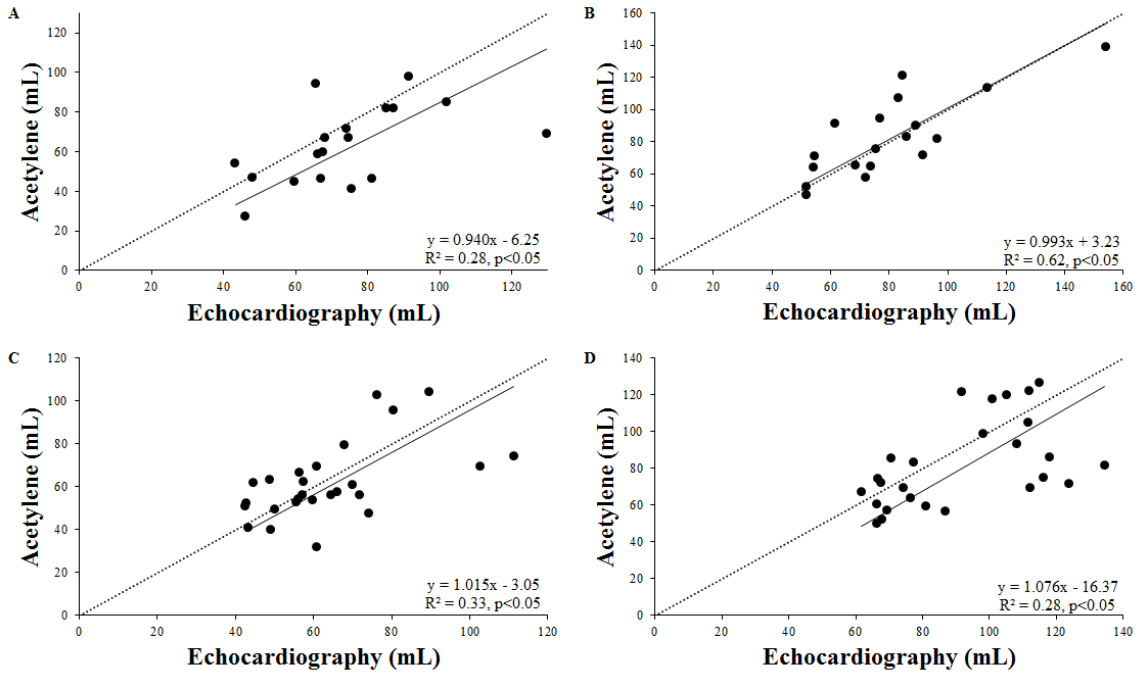 A
Acetylene (mL)
120
100
80
60
40
20
0
y = 0.940x - 6.25
R² = 0.28, p<0.05
0 20 40 60 80 100 120
Echocardiography (mL)
B
Acetylene (mL)
160
140
120
100
80
60
40
20
0
y = 0.993x + 3.23
R² = 0.62, p<0.05
0 20 40 60 80 100 120 140 160
Echocardiography (mL)
C
Acetylene (mL)
120
100
80
60
40
20
0
y = 1.015x - 3.05
R² = 0.33, p<0.05
0 20 40 60 80 100 120
Echocardiography (mL)
D
Acetylene (mL)
140
120
100
80
60
40
20
0
y = 1.076x - 16.37
R² = 0.28, p<0.05
0 20 40 60 80 100 120 140
Echocardiography (mL)